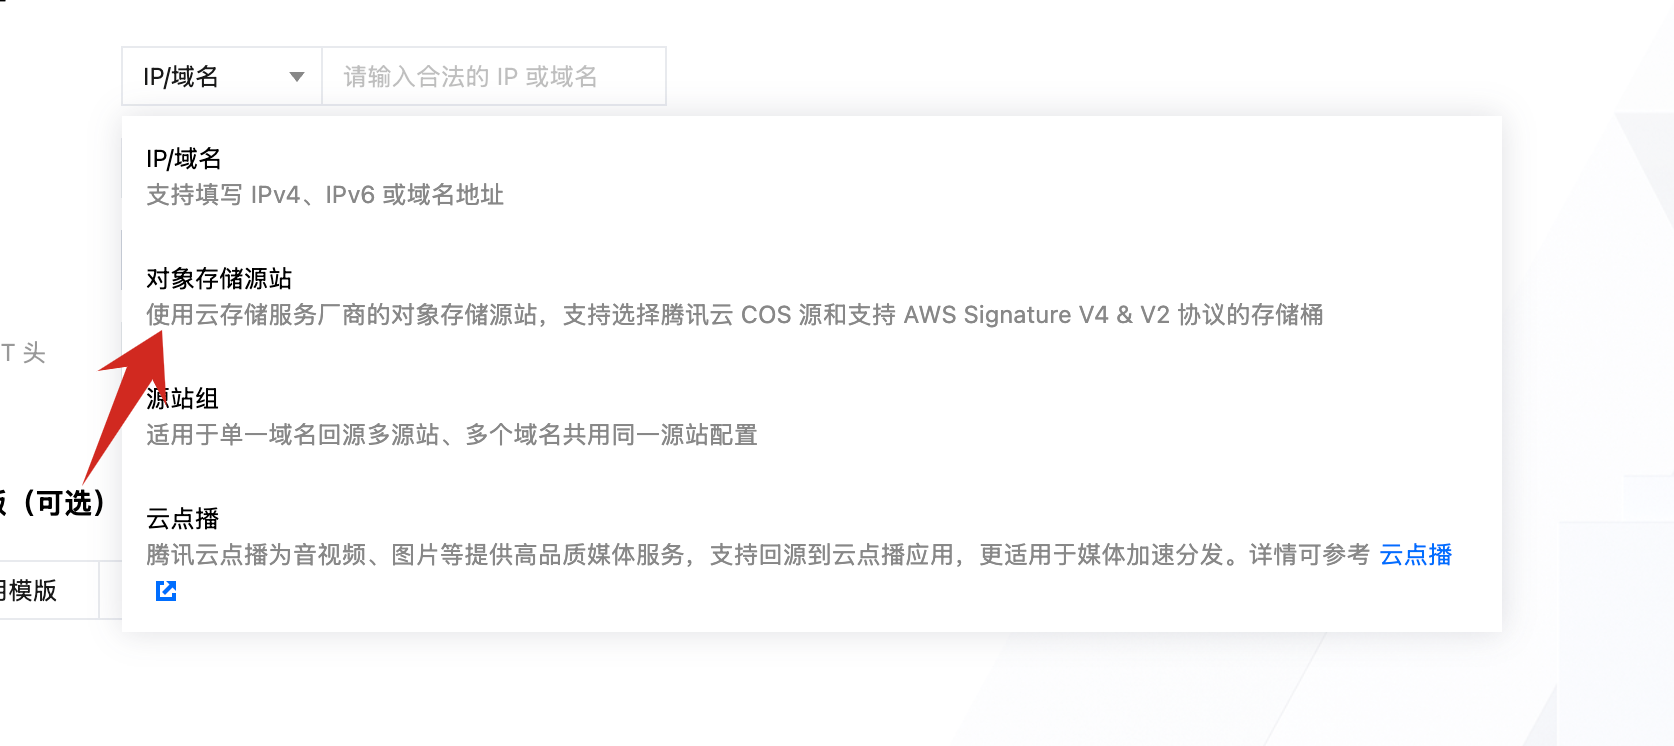 IP/域名
请输入合法的 IP 或域名
IP/域名
支持填写 IPv4、IPv6 或域名地址
对象存储源站
使用云存储服务厂商的对象存储源站，支持选择腾讯云 COS 源和支持 AWS Signature V4 & V2 协议的存储桶
T 头
源站组
适用于单一域名回源多源站、多个域名共用同一源站配置
（可选）
云点播
腾讯云点播为音视频、图片等提供高品质媒体服务，支持回源到云点播应用，更适用于媒体加速分发。详情可参考 云点播
模版